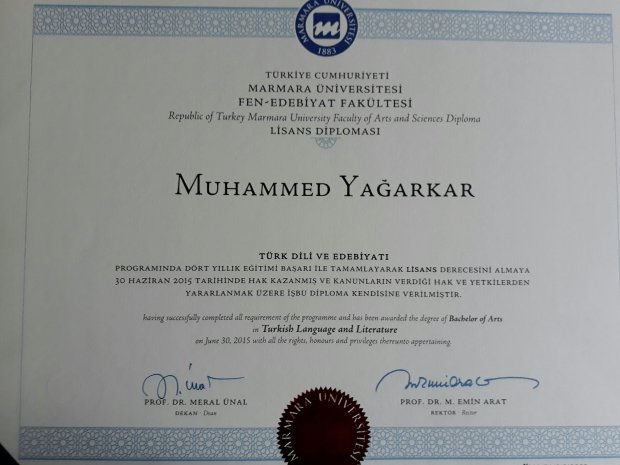 MARMARA ÜNİVERSİTESİ
1883
TÜRKİYE CUMHURİYETİ
MARMARA ÜNİVERSİTESİ
FEN-EDEBİYAT FAKÜLTESİ
Republic of Turkey Marmara University Faculty of Arts and Sciences Diploma
LİSANS DİPLOMASI
MUHAMMED YAĞARKAR
TÜRK DİLİ VE EDEBİYATI
PROGRAMINDA DÖRT YILLIK EĞİTİMİ BAŞARI İLE TAMAMLAYARAK LİSANS DERECESİNİ ALMAYA
30 HAZİRAN 2015 TARİHİNDE HAK KAZANMIŞ VE KANUNLARIN VERDİĞİ HAK VE YETKİLERDEN
YARARLANMAK ÜZERE İŞBU DİPLOMA KENDİSİNE VERİLMİŞTİR.
having successfully completed all requirement of the programme and has been awarded the degree of Bachelor of Arts
in Turkish Language and Literature
on June 30, 2015 with all the rights, honours and privileges thereunto appertaining.
PROF. DR. MERAL ÜNAL
DEKAN - Dean
PROF. DR. M. EMİN ARAT
REKTÖR - Rector
MARMARA ÜNİVERSİTESİ